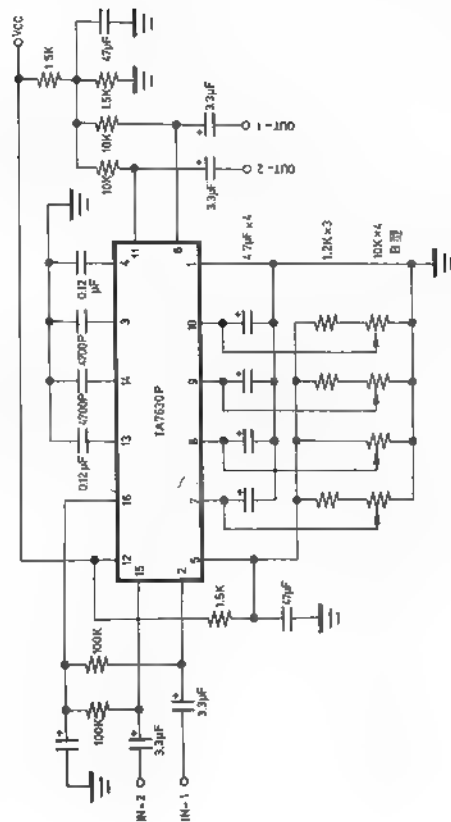 VCC
1.5K
47µF
1.5K
10K
10K
3.3µF
OUT-1
3.3µF
OUT-2
11
6
4
3
14
13
16
12
15
2
5
7
8
9
10
1
TA7630P
0.12
µF
4700P
4700P
0.12µF
4.7µF×4
1.2K×3
10K×4
B型
100K
100K
1.5K
47µF
3.3µF
3.3µF
IN-2
IN-1